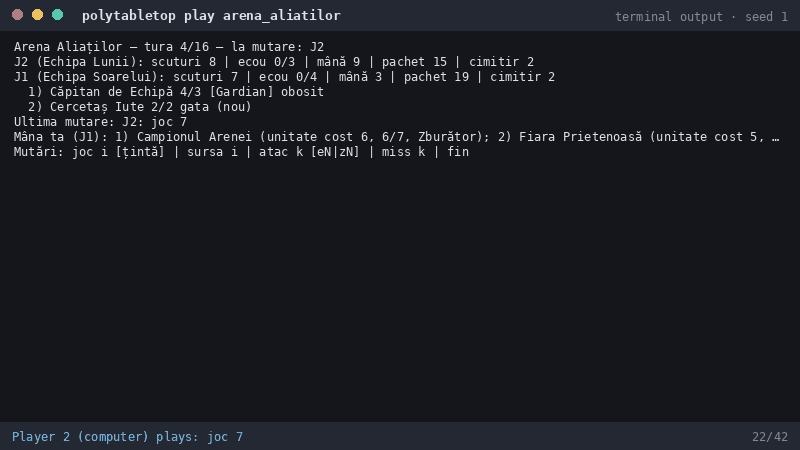 polytabletop play arena_aliatilor
terminal output · seed 1
Arena Aliaților — tura 4/16 — la mutare: J2
J2 (Echipa Lunii): scuturi 8 | ecou 0/3 | mână 9 | pachet 15 | cimitir 2
J1 (Echipa Soarelui): scuturi 7 | ecou 0/4 | mână 3 | pachet 19 | cimitir 2
1) Căpitan de Echipă 4/3 [Gardian] obosit
2) Cercetaș Iute 2/2 gata (nou)
Ultima mutare: J2: joc 7
Mâna ta (J1): 1) Campionul Arenei (unitate cost 6, 6/7, Zburător); 2) Fiara Prietenoasă (unitate cost 5, …
Mutări: joc i [țintă] | sursa i | atac k [eN|zN] | miss k | fin
Player 2 (computer) plays: joc 7
22/42